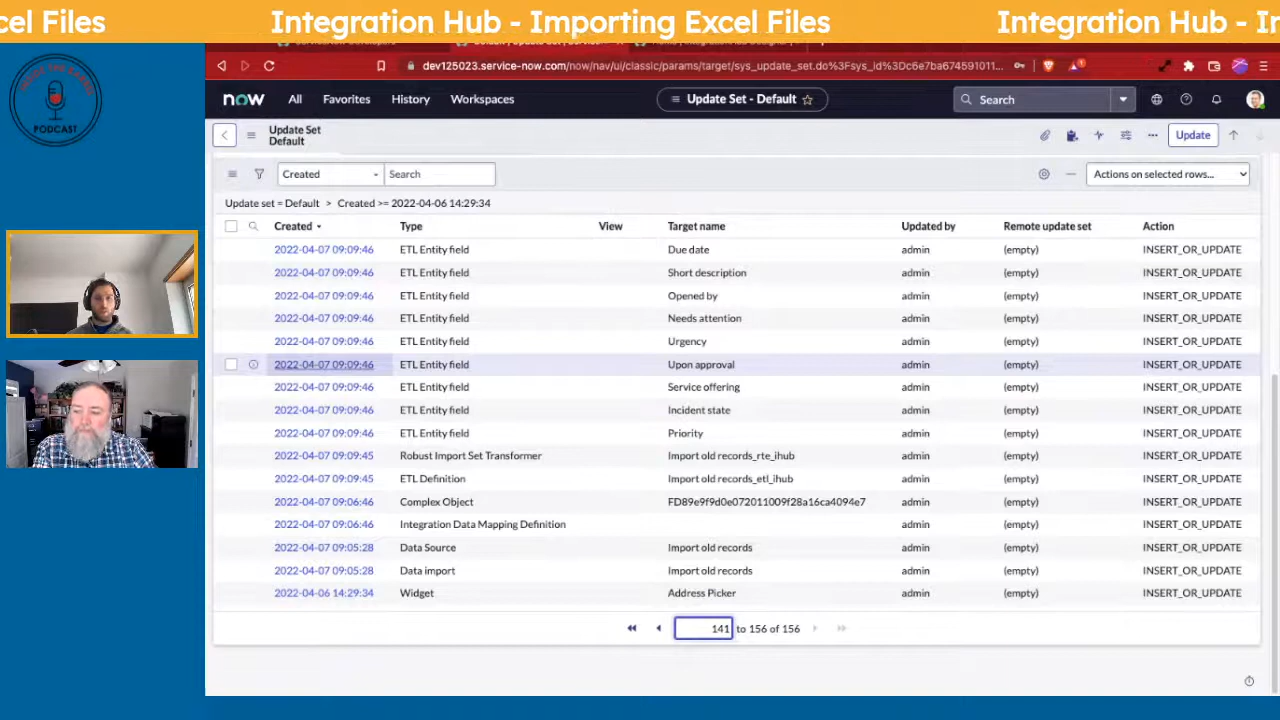 cel Files
Integration Hub - Importing Excel Files
Integration Hub - In
PODCAST
dev125023.service-now.com/now/nav/ui/classic/params/target/sys_update_set.do%3Fsys_id%3Dc6e7ba674591011...
now
All
Favorites
History
Workspaces
Update Set - Default
Search
Update Set
Default
Update
Created
Search
Actions on selected rows...
Update set = Default > Created >= 2022-04-06 14:29:34
Created Type View Target name Updated by Remote update set Action
2022-04-07 09:09:46 ETL Entity field Due date admin (empty) INSERT_OR_UPDATE
2022-04-07 09:09:46 ETL Entity field Short description admin (empty) INSERT_OR_UPDATE
2022-04-07 09:09:46 ETL Entity field Opened by admin (empty) INSERT_OR_UPDATE
2022-04-07 09:09:46 ETL Entity field Needs attention admin (empty) INSERT_OR_UPDATE
2022-04-07 09:09:46 ETL Entity field Urgency admin (empty) INSERT_OR_UPDATE
2022-04-07 09:09:46 ETL Entity field Upon approval admin (empty) INSERT_OR_UPDATE
2022-04-07 09:09:46 ETL Entity field Service offering admin (empty) INSERT_OR_UPDATE
2022-04-07 09:09:46 ETL Entity field Incident state admin (empty) INSERT_OR_UPDATE
2022-04-07 09:09:46 ETL Entity field Priority admin (empty) INSERT_OR_UPDATE
2022-04-07 09:09:45 Robust Import Set Transformer Import old records_rte_ihub admin (empty) INSERT_OR_UPDATE
2022-04-07 09:09:45 ETL Definition Import old records_etl_ihub admin (empty) INSERT_OR_UPDATE
2022-04-07 09:06:46 Complex Object FD89e9f9d0e072011009f28a16ca4094e7 admin (empty) INSERT_OR_UPDATE
2022-04-07 09:06:46 Integration Data Mapping Definition admin (empty) INSERT_OR_UPDATE
2022-04-07 09:05:28 Data Source Import old records admin (empty) INSERT_OR_UPDATE
2022-04-07 09:05:28 Data import Import old records admin (empty) INSERT_OR_UPDATE
2022-04-06 14:29:34 Widget Address Picker admin (empty) INSERT_OR_UPDATE
141 to 156 of 156